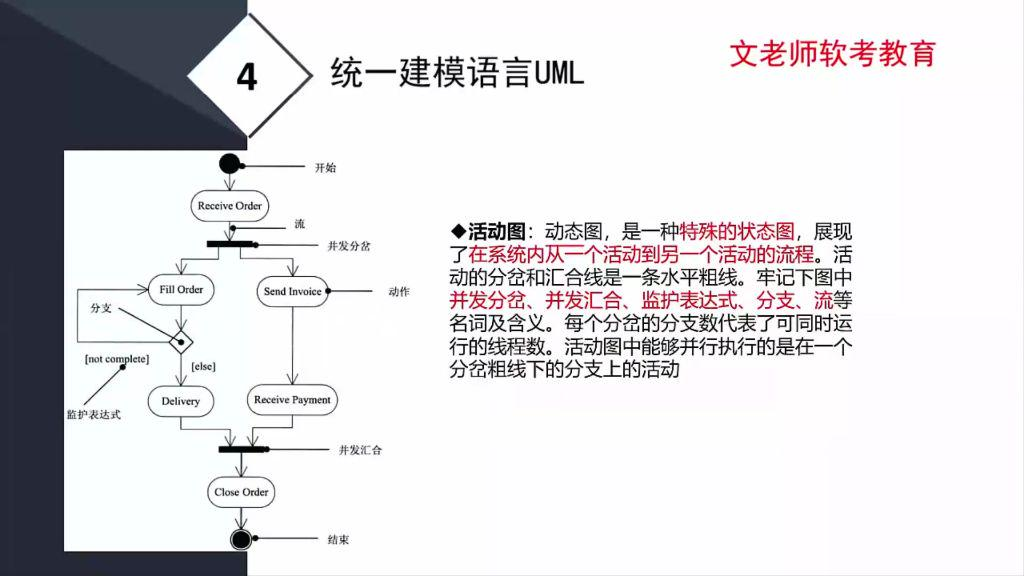 4
统一建模语言UML
文老师软考教育
开始
Receive Order
流
并发分岔
Fill Order
Send Invoice
动作
分支
[not complete]
[else]
Delivery
Receive Payment
监护表达式
并发汇合
Close Order
结束
◆活动图：动态图，是一种特殊的状态图，展现
了在系统内从一个活动到另一个活动的流程。活
动的分岔和汇合线是一条水平粗线。牢记下图中
并发分岔、并发汇合、监护表达式、分支、流等
名词及含义。每个分岔的分支数代表了可同时运
行的线程数。活动图中能够并行执行的是在一个
分岔粗线下的分支上的活动